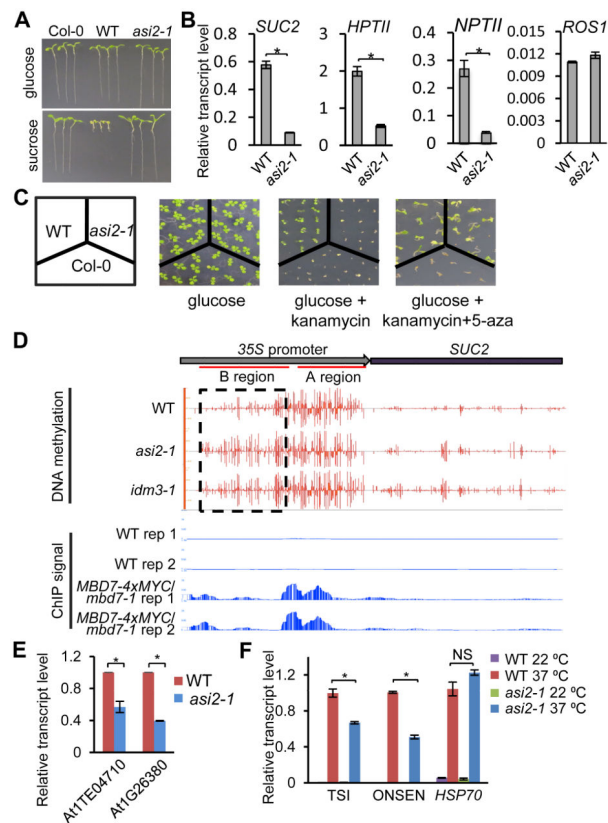 A
Col-0 WT asi2-1
glucose
sucrose
B
SUC2 HPTII NPTII ROS1
Relative transcript level
0.8
0.6
0.4
0.2
0
*
WT
asi2-1
3
2
1
0
*
WT
asi2-1
0.4
0.3
0.2
0.1
0
*
WT
asi2-1
0.015
0.012
0.009
0.006
0.003
0
WT
asi2-1
C
WT asi2-1
Col-0
glucose
glucose +
kanamycin
glucose +
kanamycin+5-aza
D
35S promoter SUC2
B region A region
DNA methylation
WT
asi2-1
idm3-1
ChIP signal
WT rep 1
WT rep 2
MBD7-4xMYC/
mbd7-1 rep 1
MBD7-4xMYC/
mbd7-1 rep 2
E
Relative transcript level
1.2
0.8
0.4
0
* *
WT
asi2-1
At1TE04710
At1G26380
F
Relative transcript level
1.2
0.8
0.4
0
* * NS
WT 22 ºC
WT 37 ºC
asi2-1 22 ºC
asi2-1 37 ºC
TSI ONSEN HSP70